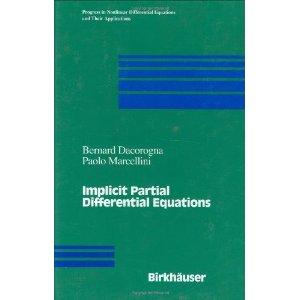 Progress in Nonlinear Differential Equations
and Their Applications
Bernard Dacorogna
Paolo Marcellini
Implicit Partial
Differential Equations
Birkhäuser